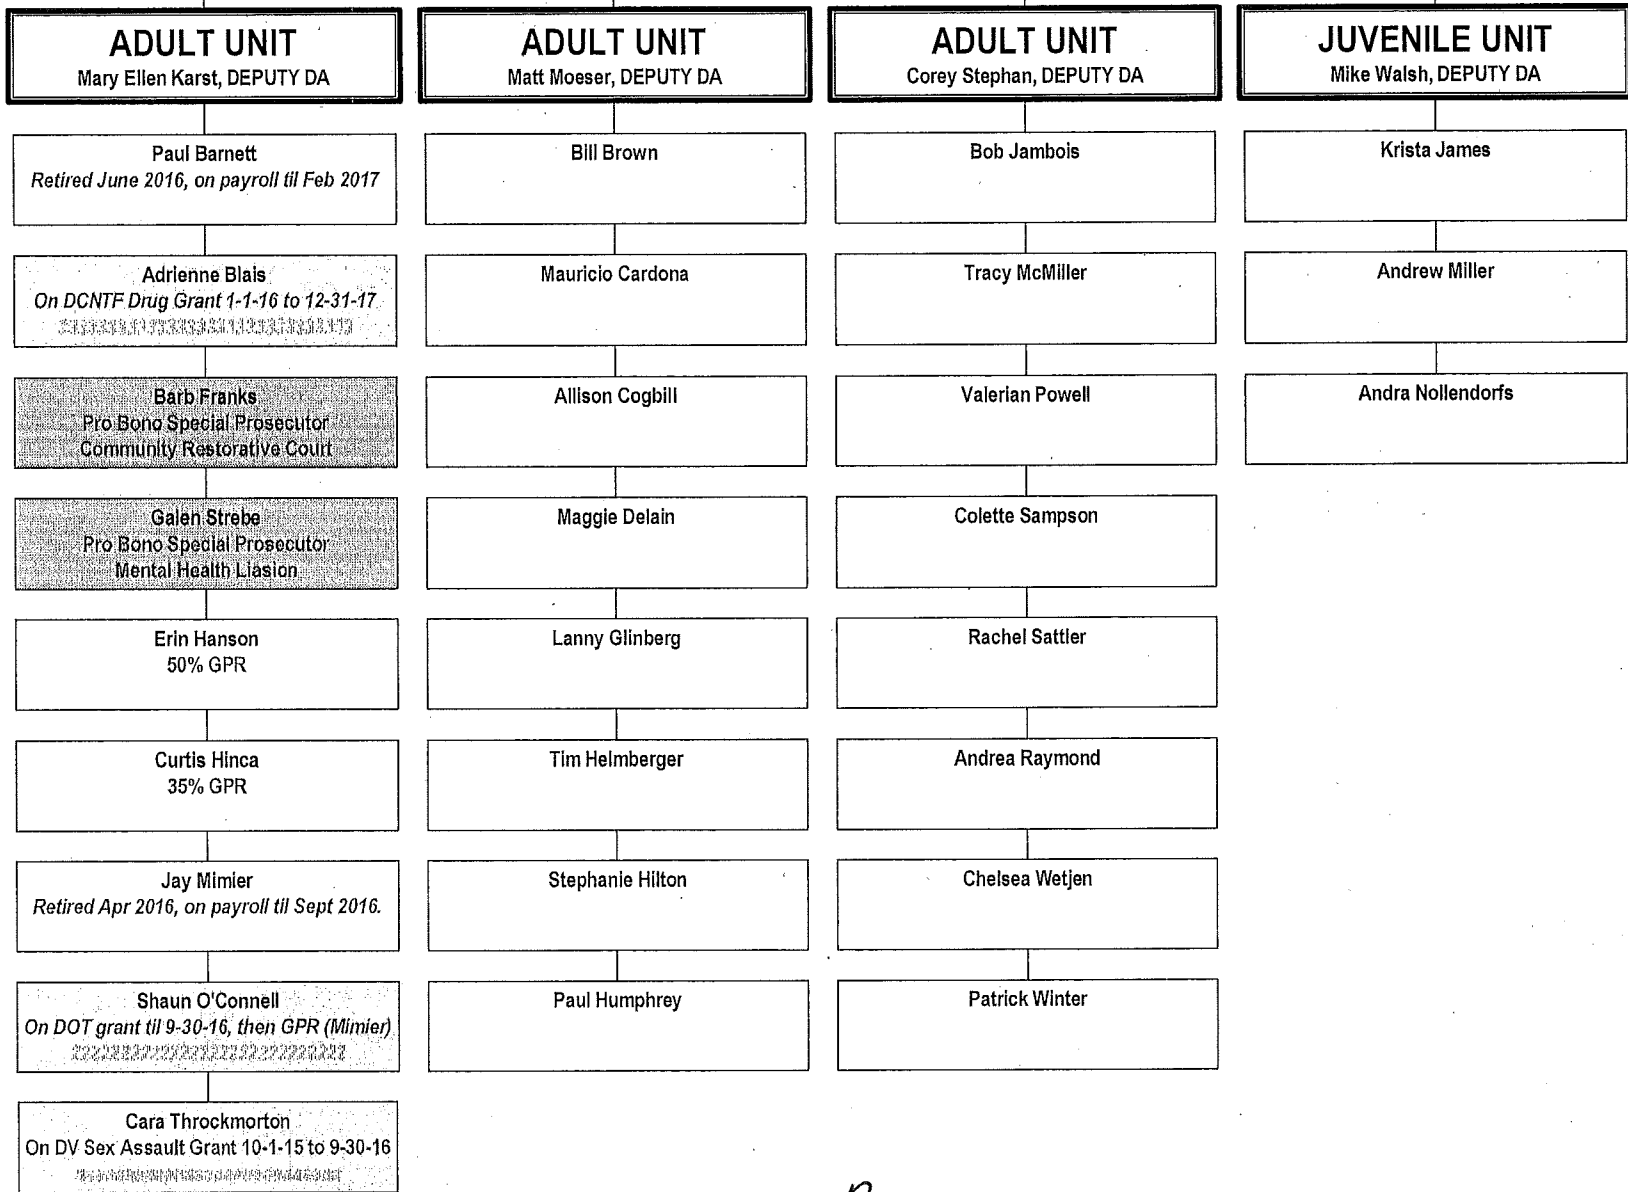 ADULT UNIT
Mary Ellen Karst, DEPUTY DA
Paul Barnett
Retired June 2016, on payroll til Feb 2017
Adrienne Blais
On DCNTF Drug Grant 1-1-16 to 12-31-17
Barb Franks
Pro Bono Special Prosecutor
Community Restorative Court
Galen Strebe
Pro Bono Special Prosecutor
Mental Health Liasion
Erin Hanson
50% GPR
Curtis Hinca
35% GPR
Jay Mimier
Retired Apr 2016, on payroll til Sept 2016.
Shaun O'Connell
On DOT grant til 9-30-16, then GPR (Mimier)
Cara Throckmorton
On DV Sex Assault Grant 10-1-15 to 9-30-16
ADULT UNIT
Matt Moeser, DEPUTY DA
Bill Brown
Mauricio Cardona
Allison Cogbill
Maggie Delain
Lanny Glinberg
Tim Helmberger
Stephanie Hilton
Paul Humphrey
ADULT UNIT
Corey Stephan, DEPUTY DA
Bob Jambois
Tracy McMiller
Valerian Powell
Colette Sampson
Rachel Sattler
Andrea Raymond
Chelsea Wetjen
Patrick Winter
JUVENILE UNIT
Mike Walsh, DEPUTY DA
Krista James
Andrew Miller
Andra Nollendorfs